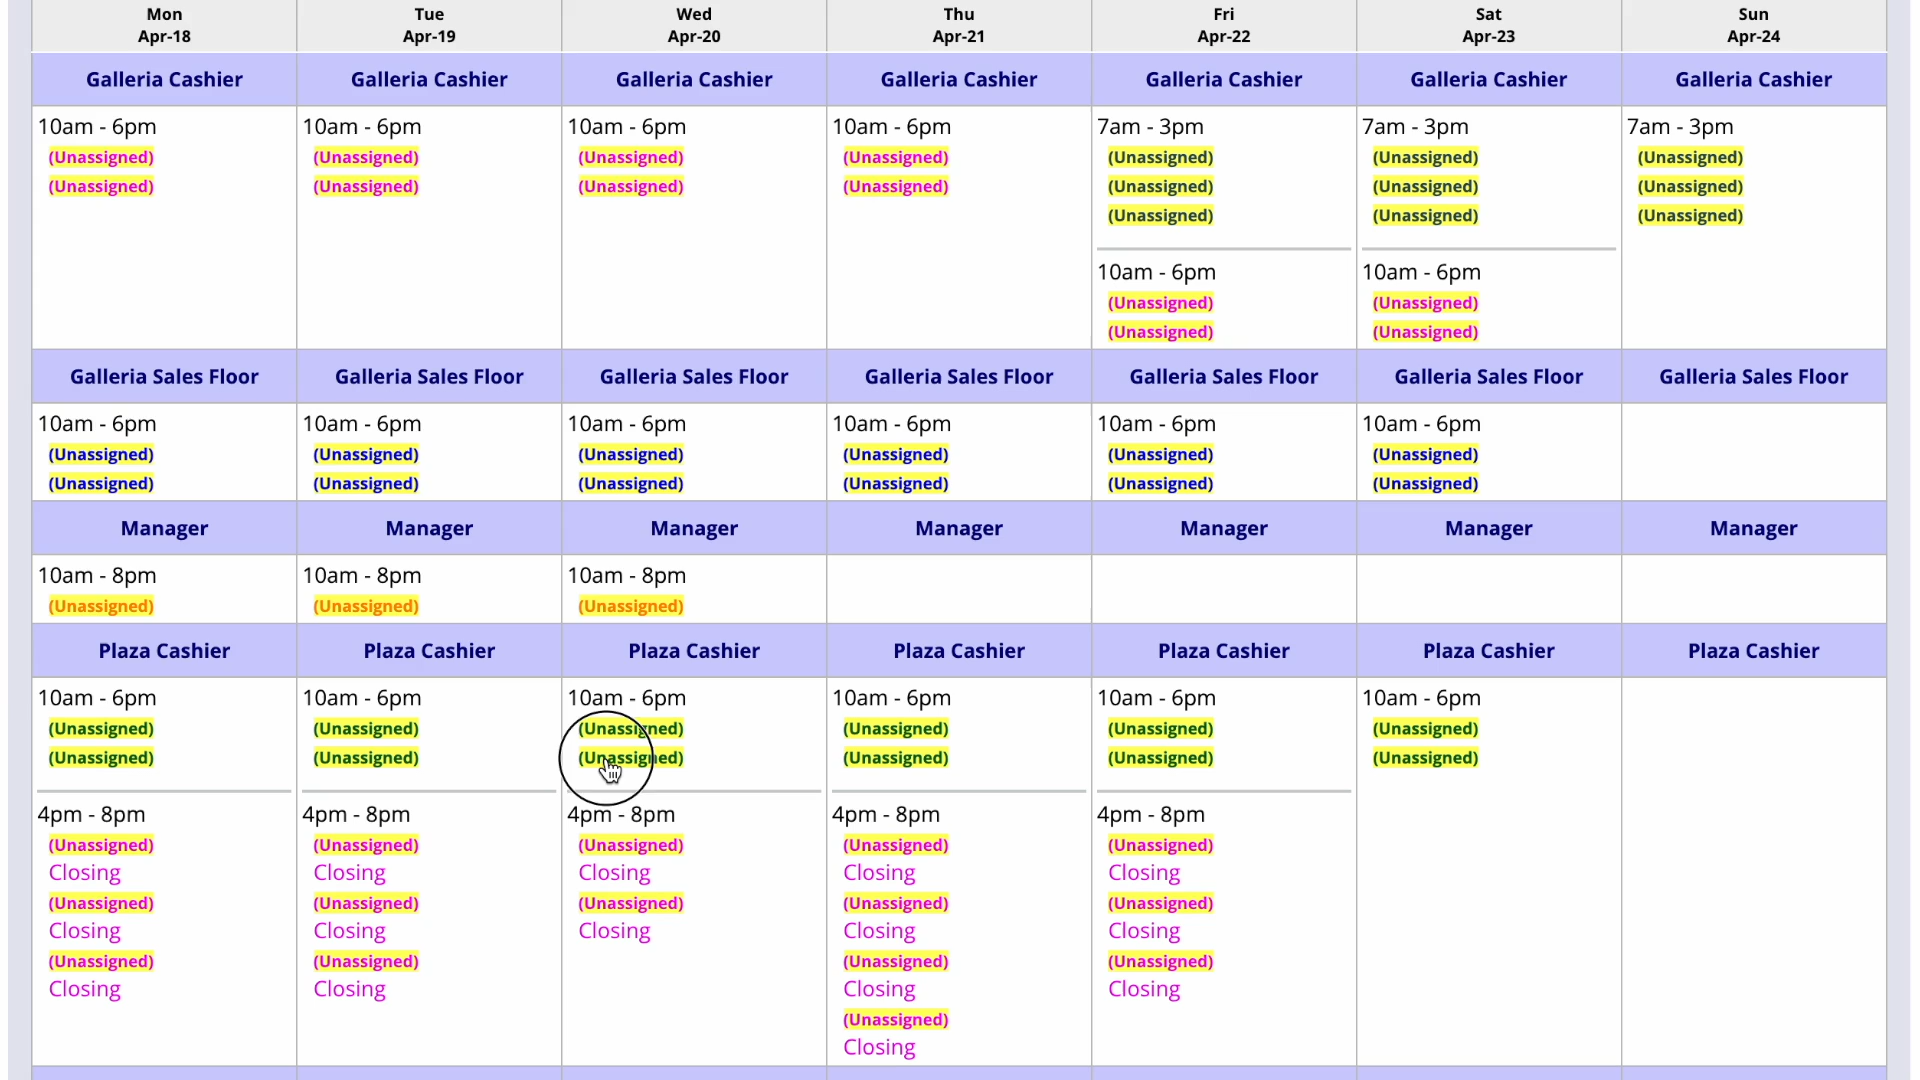 Mon Tue Wed Thu Fri Sat Sun
Apr-18 Apr-19 Apr-20 Apr-21 Apr-22 Apr-23 Apr-24
Galleria Cashier Galleria Cashier Galleria Cashier Galleria Cashier Galleria Cashier Galleria Cashier Galleria Cashier
10am - 6pm 10am - 6pm 10am - 6pm 10am - 6pm 7am - 3pm 7am - 3pm 7am - 3pm
(Unassigned) (Unassigned) (Unassigned) (Unassigned) (Unassigned) (Unassigned) (Unassigned)
(Unassigned) (Unassigned) (Unassigned) (Unassigned) (Unassigned) (Unassigned) (Unassigned)
(Unassigned) (Unassigned) (Unassigned)
10am - 6pm 10am - 6pm
(Unassigned) (Unassigned)
(Unassigned) (Unassigned)
Galleria Sales Floor Galleria Sales Floor Galleria Sales Floor Galleria Sales Floor Galleria Sales Floor Galleria Sales Floor Galleria Sales Floor
10am - 6pm 10am - 6pm 10am - 6pm 10am - 6pm 10am - 6pm 10am - 6pm
(Unassigned) (Unassigned) (Unassigned) (Unassigned) (Unassigned) (Unassigned)
(Unassigned) (Unassigned) (Unassigned) (Unassigned) (Unassigned) (Unassigned)
Manager Manager Manager Manager Manager Manager Manager
10am - 8pm 10am - 8pm 10am - 8pm
(Unassigned) (Unassigned) (Unassigned)
Plaza Cashier Plaza Cashier Plaza Cashier Plaza Cashier Plaza Cashier Plaza Cashier Plaza Cashier
10am - 6pm 10am - 6pm 10am - 6pm 10am - 6pm 10am - 6pm 10am - 6pm
(Unassigned) (Unassigned) (Unassigned) (Unassigned) (Unassigned) (Unassigned)
(Unassigned) (Unassigned) (Unassigned) (Unassigned) (Unassigned) (Unassigned)
4pm - 8pm 4pm - 8pm 4pm - 8pm 4pm - 8pm 4pm - 8pm
(Unassigned) (Unassigned) (Unassigned) (Unassigned) (Unassigned)
Closing Closing Closing Closing Closing
(Unassigned) (Unassigned) (Unassigned) (Unassigned) (Unassigned)
Closing Closing Closing Closing Closing
(Unassigned) (Unassigned) (Unassigned) (Unassigned)
Closing Closing Closing Closing
(Unassigned)
Closing